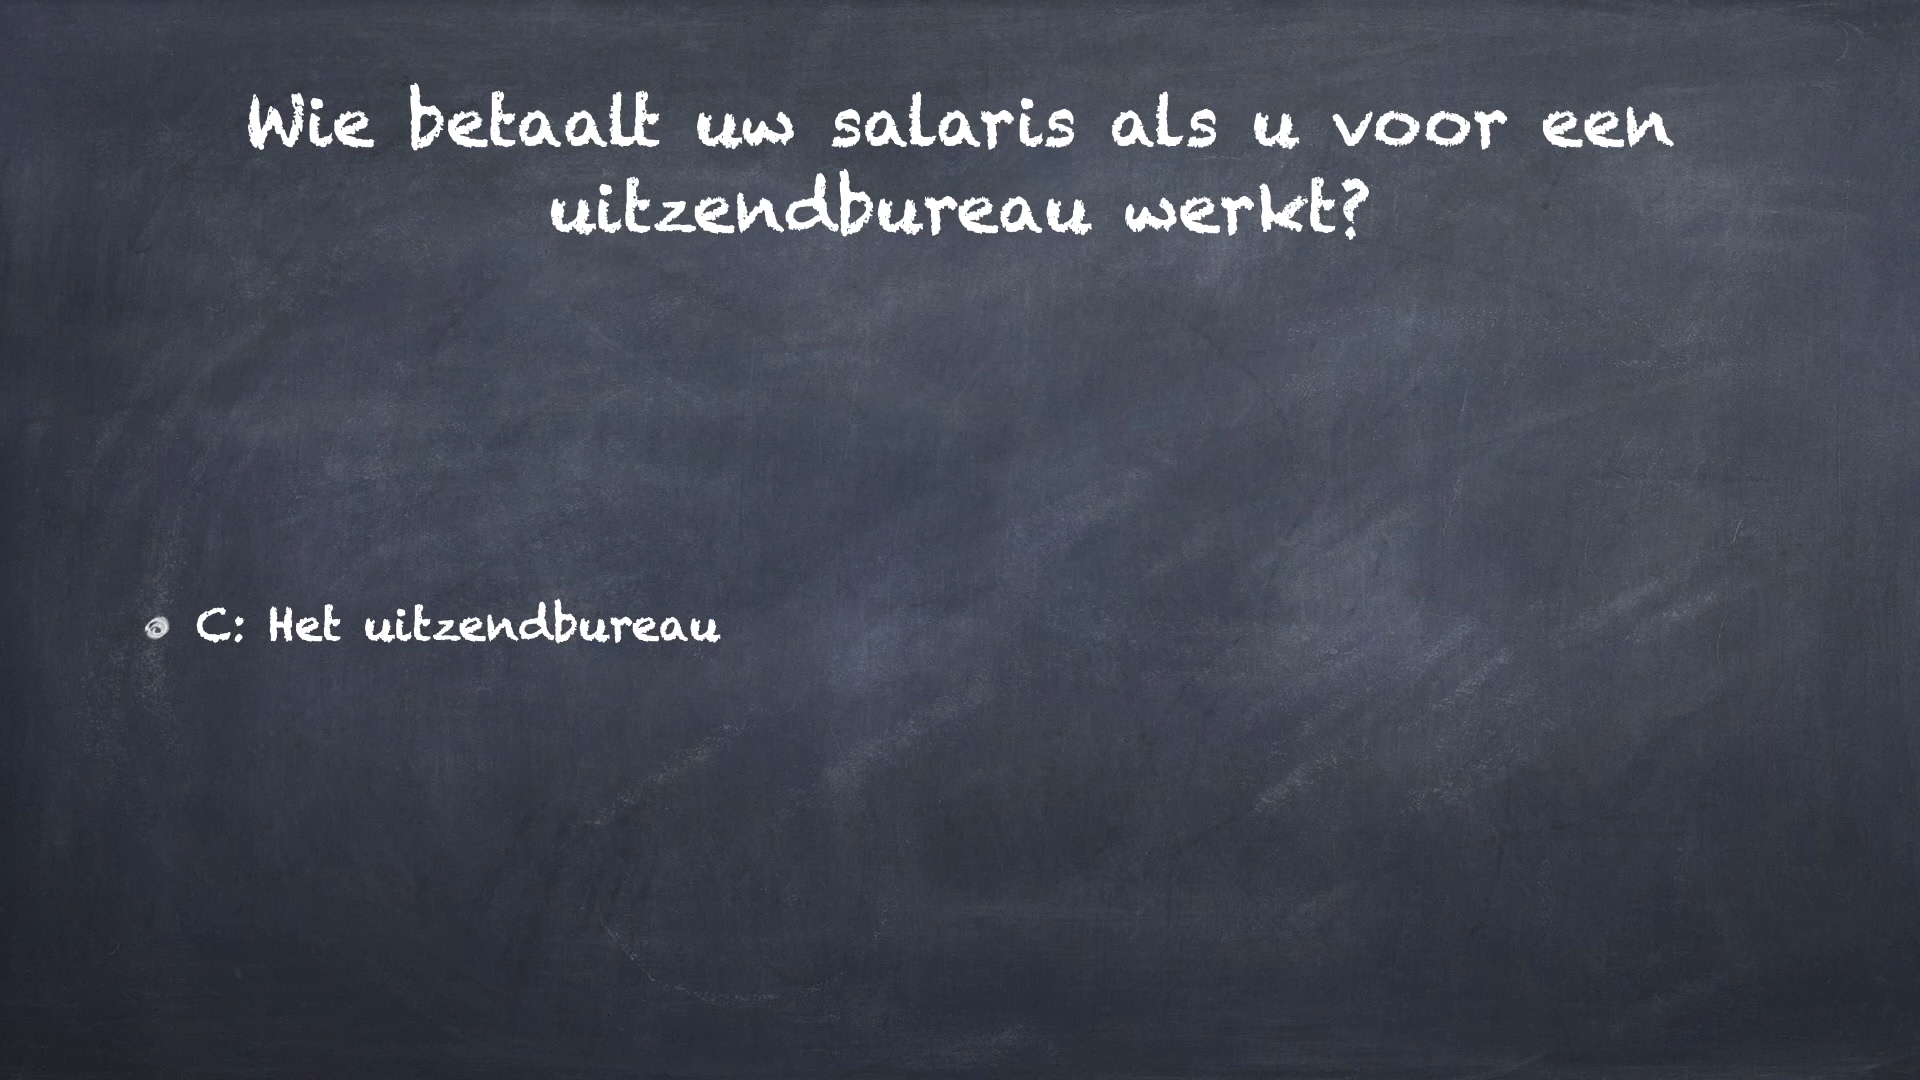 Wie betaalt uw salaris als u voor een
uitzendbureau werkt?
C: Het uitzendbureau